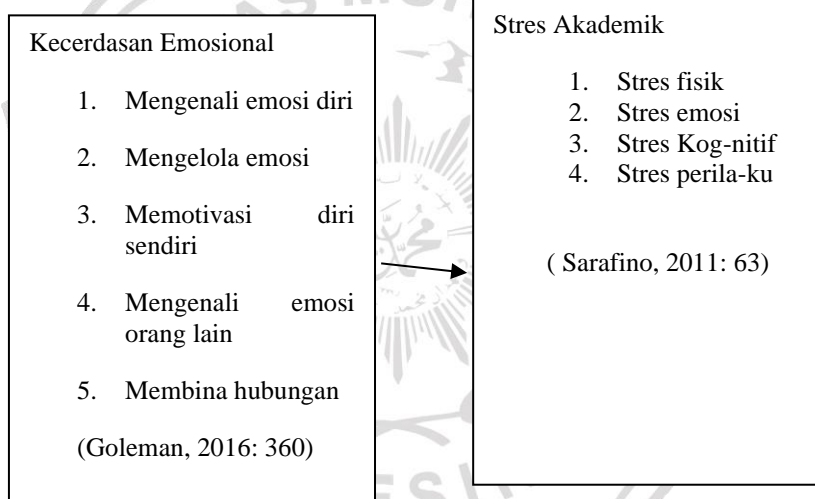 Kecerdasan Emosional
1. Mengenali emosi diri
2. Mengelola emosi
3. Memotivasi diri
sendiri
4. Mengenali emosi
orang lain
5. Membina hubungan
(Goleman, 2016: 360)
Stres Akademik
1. Stres fisik
2. Stres emosi
3. Stres Kog-nitif
4. Stres perila-ku
( Sarafino, 2011: 63)